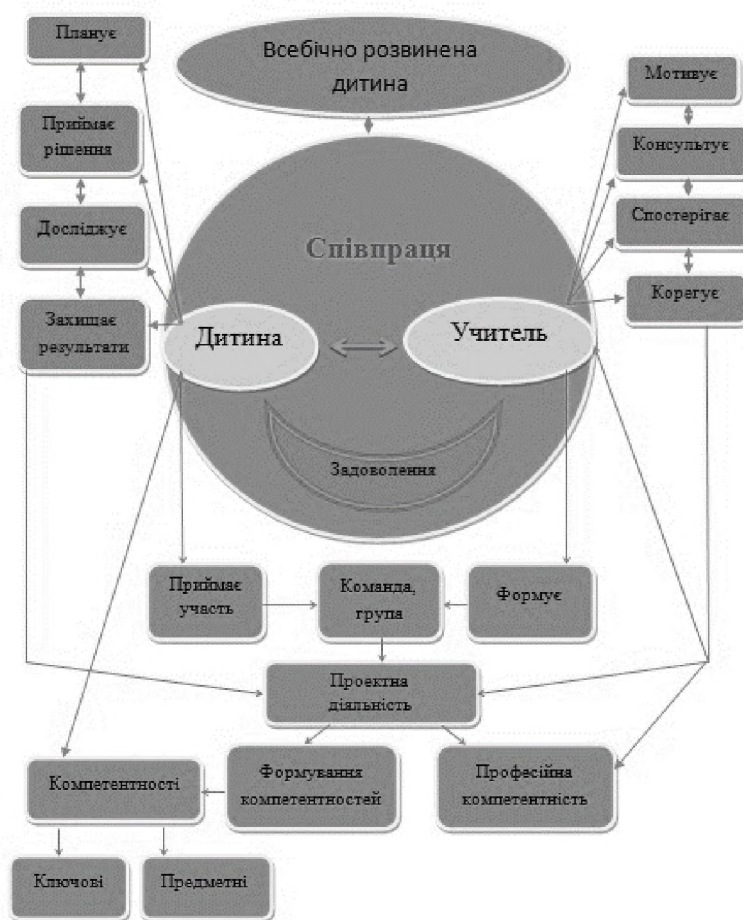 Всебічно розвинена
дитина
Планує
Приймає
рішення
Досліджує
Захищає
результати
Мотивує
Консультує
Спостерігає
Корегує
Співпраця
Дитина
Учитель
Задоволення
Приймає
участь
Команда,
група
Формує
Проектна
діяльність
Компетентності
Формування
компетентностей
Професійна
компетентність
Ключові
Предметні